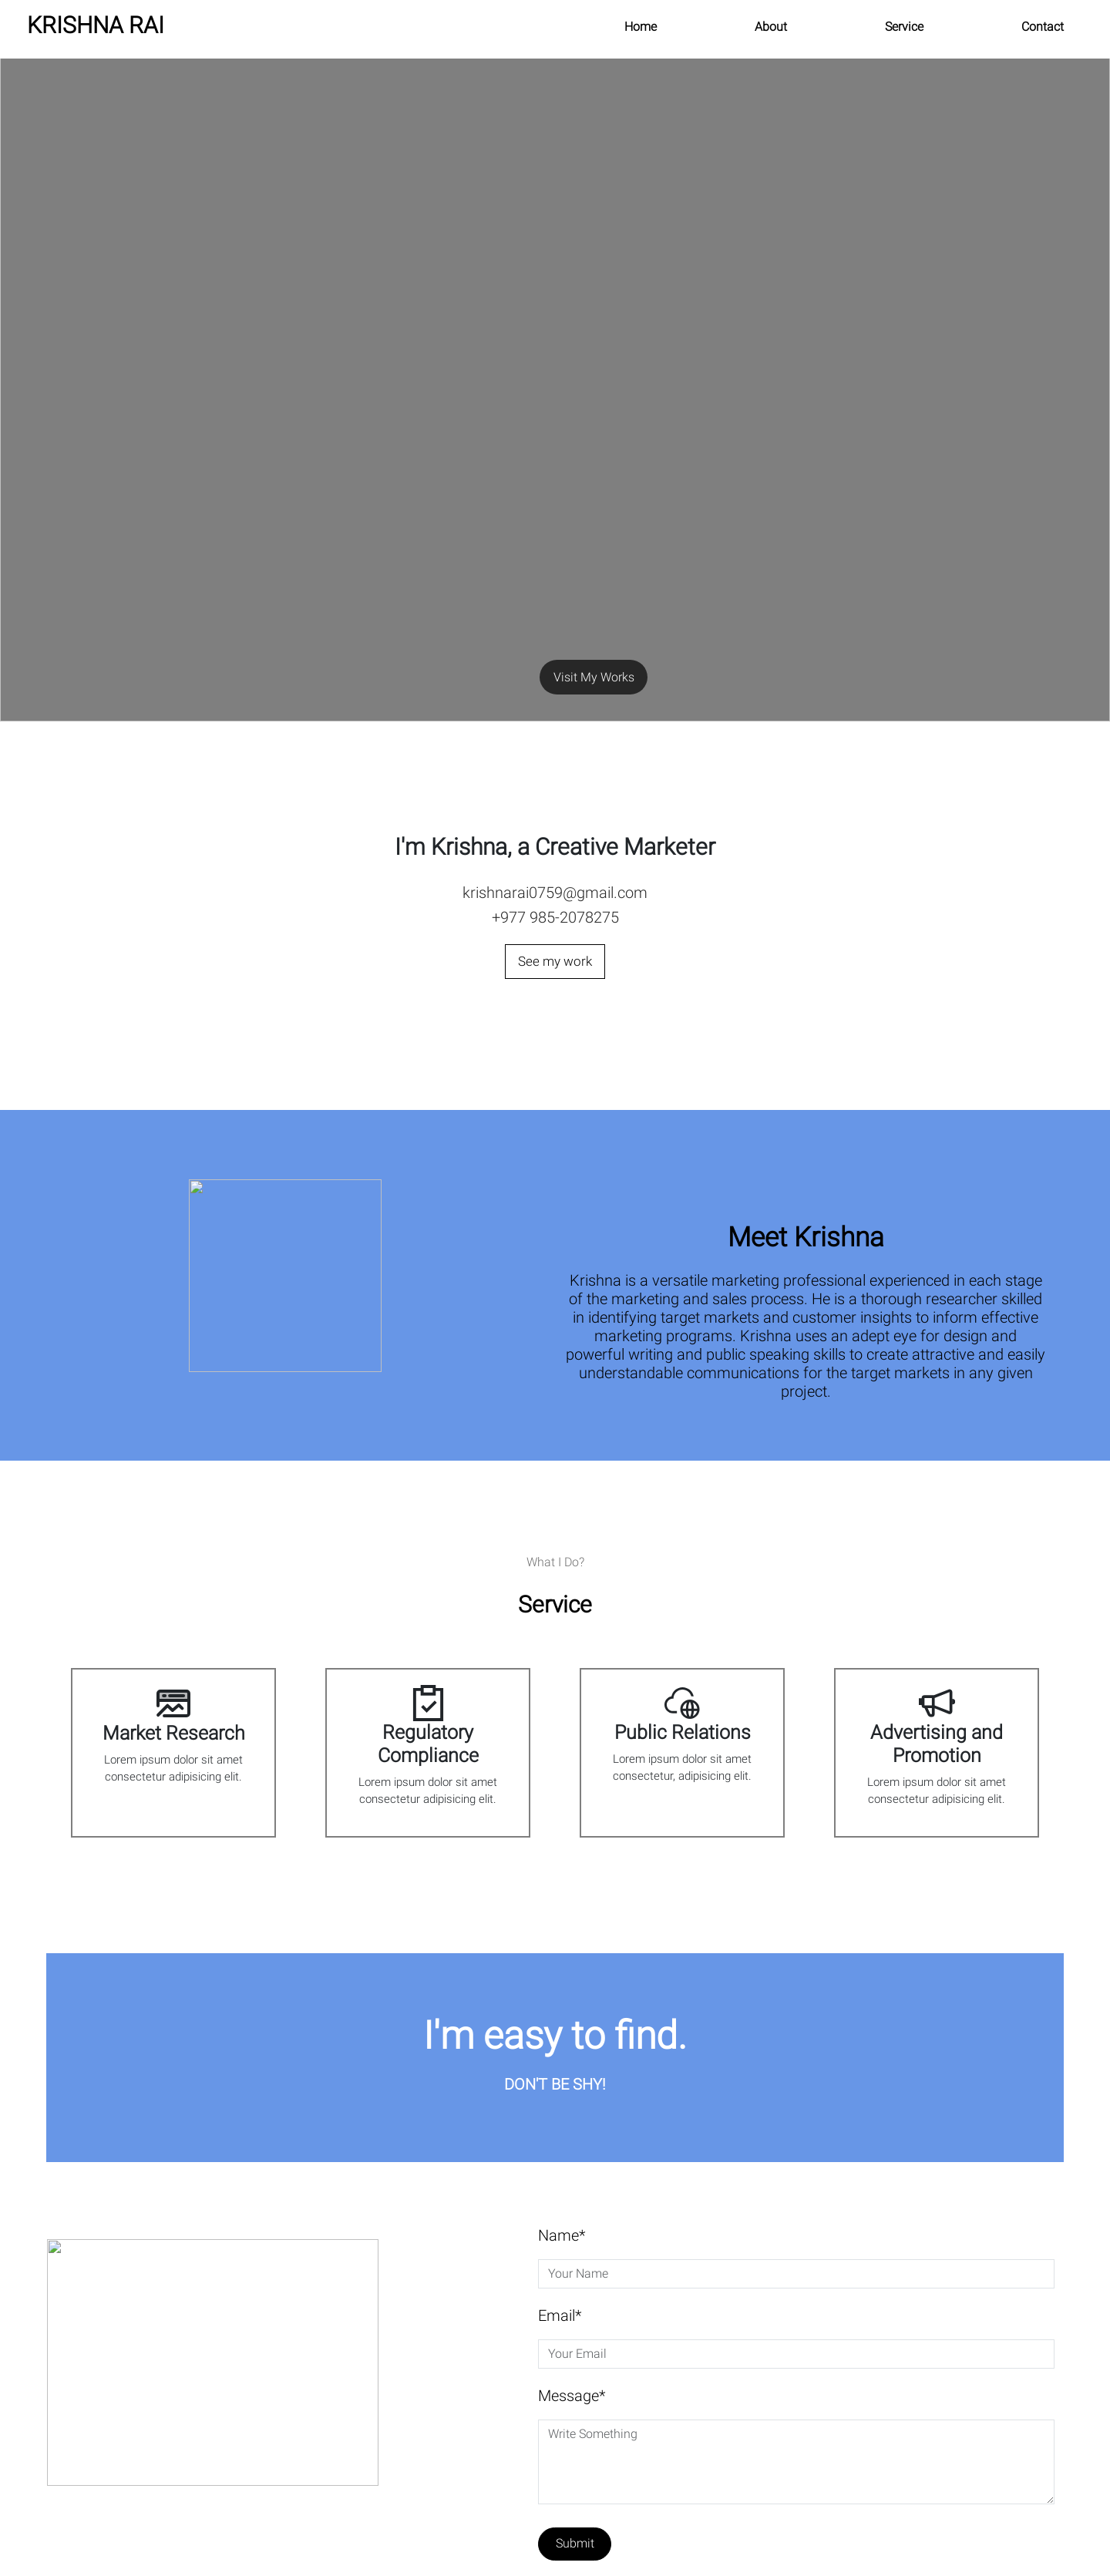 KRISHNA RAI
Home About Service Contact
Visit My Works
I'm Krishna, a Creative Marketer
krishnarai0759@gmail.com
+977 985-2078275
See my work
Meet Krishna
Krishna is a versatile marketing professional experienced in each stage
of the marketing and sales process. He is a thorough researcher skilled
in identifying target markets and customer insights to inform effective
marketing programs. Krishna uses an adept eye for design and
powerful writing and public speaking skills to create attractive and easily
understandable communications for the target markets in any given
project.
What I Do?
Service
Market Research
Lorem ipsum dolor sit amet
consectetur adipisicing elit.
Regulatory
Compliance
Lorem ipsum dolor sit amet
consectetur adipisicing elit.
Public Relations
Lorem ipsum dolor sit amet
consectetur, adipisicing elit.
Advertising and
Promotion
Lorem ipsum dolor sit amet
consectetur adipisicing elit.
I'm easy to find.
DON'T BE SHY!
Name*
Your Name
Email*
Your Email
Message*
Write Something
Submit